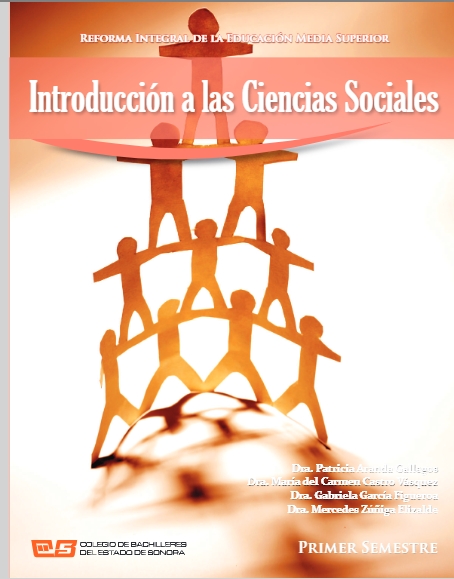 Reforma Integral de la Educación Media Superior
Introducción a las Ciencias Sociales
Dra. Patricia Aranda Gallegos
Dra. María del Carmen Castro Vásquez
Dra. Gabriela García Figueroa
Dra. Mercedes Zúñiga Elizalde
COLEGIO DE BACHILLERES
DEL ESTADO DE SONORA
Primer Semestre